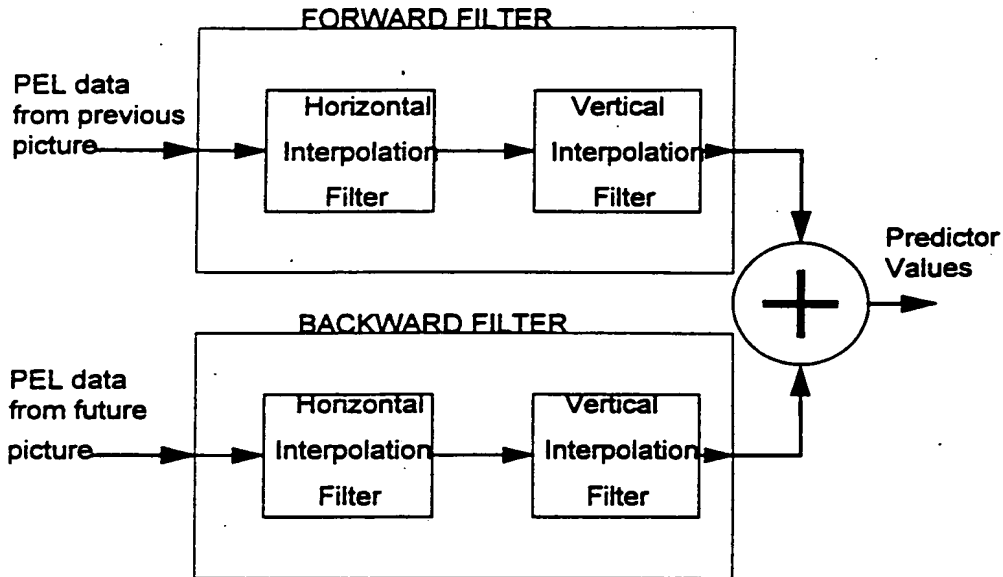 FORWARD FILTER
PEL data
from previous
picture
Horizontal
Interpolation
Filter
Vertical
Interpolation
Filter
Predictor
Values
BACKWARD FILTER
PEL data
from future
picture
Horizontal
Interpolation
Filter
Vertical
Interpolation
Filter